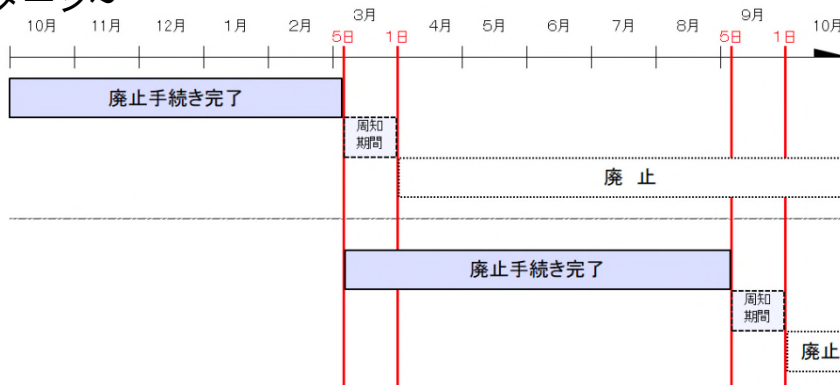 10月 11月 12月 1月 2月 3月 4月 5月 6月 7月 8月 9月 10月
5日 1日 5日 1日
廃止手続き完了
周知
期間
廃 止
廃止手続き完了
周知
期間
廃止